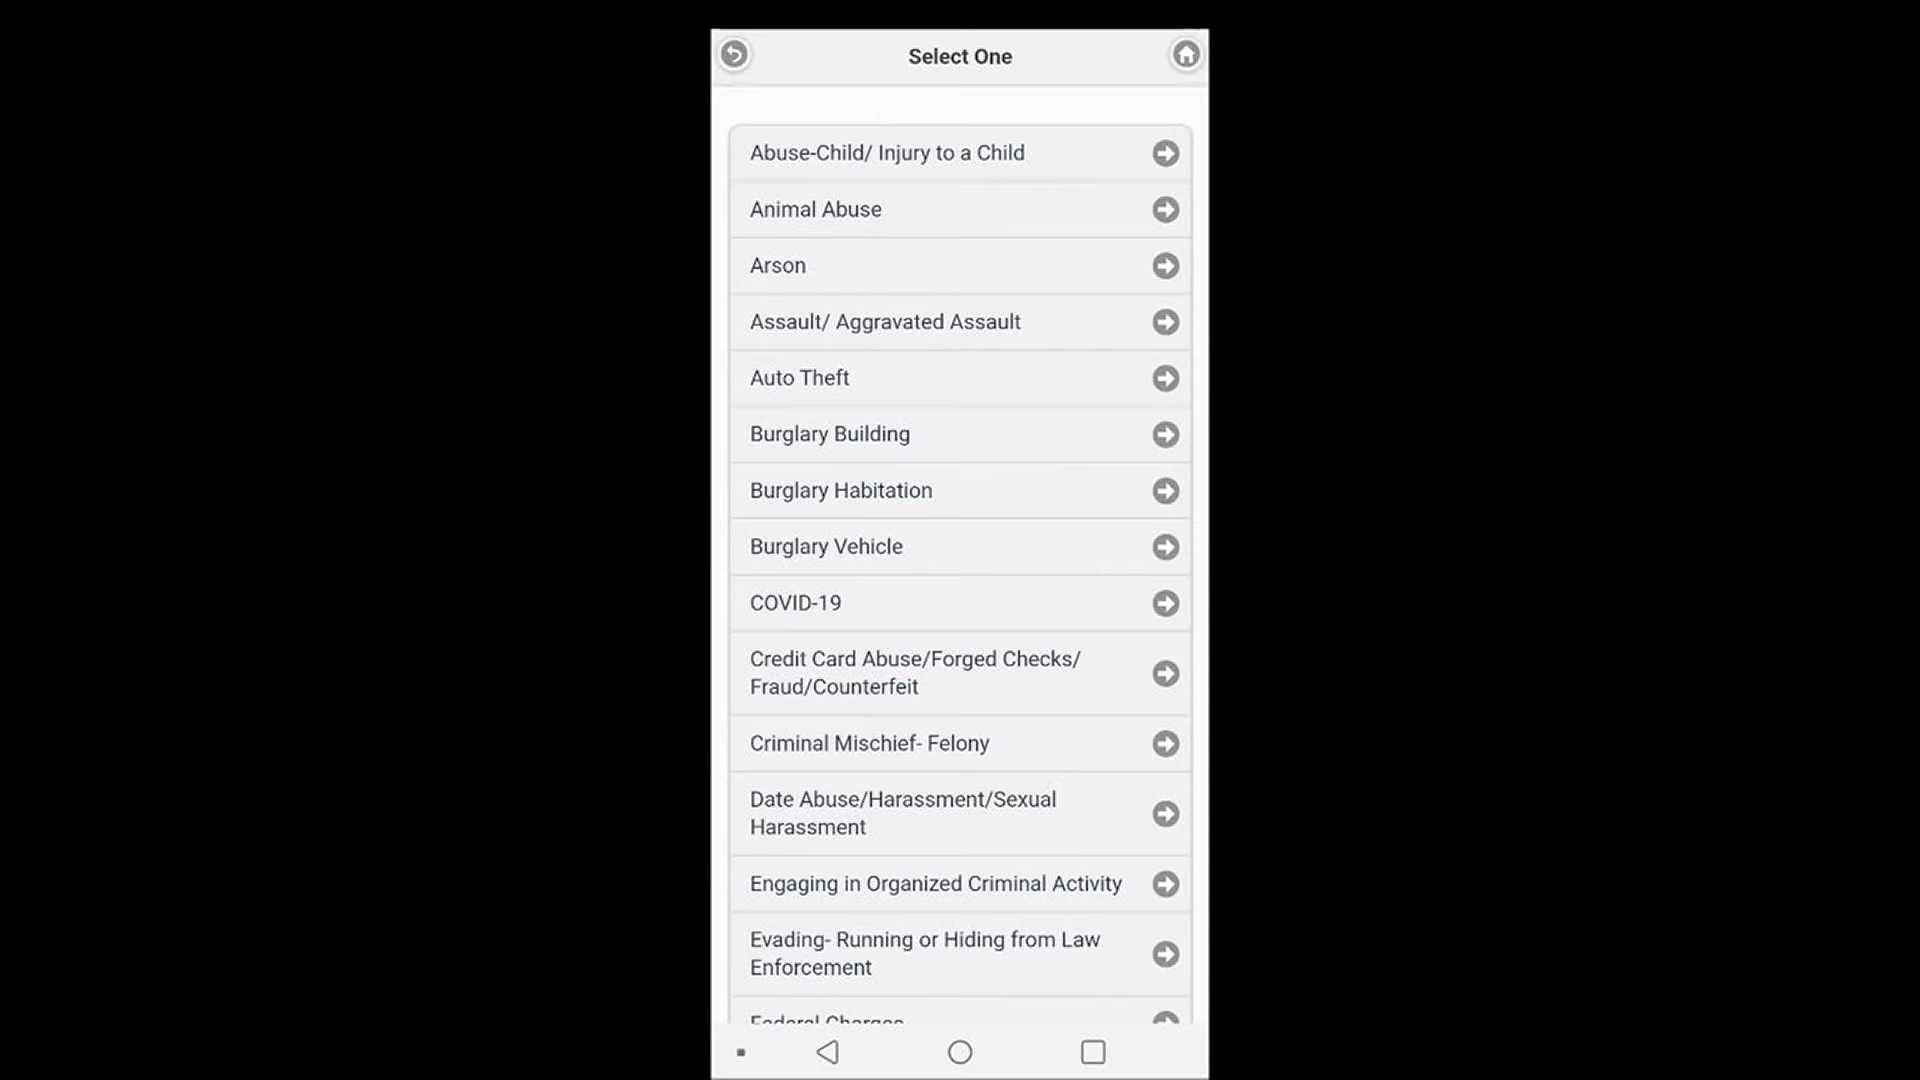 Select One
Abuse-Child/ Injury to a Child
Animal Abuse
Arson
Assault/ Aggravated Assault
Auto Theft
Burglary Building
Burglary Habitation
Burglary Vehicle
COVID-19
Credit Card Abuse/Forged Checks/
Fraud/Counterfeit
Criminal Mischief- Felony
Date Abuse/Harassment/Sexual
Harassment
Engaging in Organized Criminal Activity
Evading- Running or Hiding from Law
Enforcement
Federal Charges